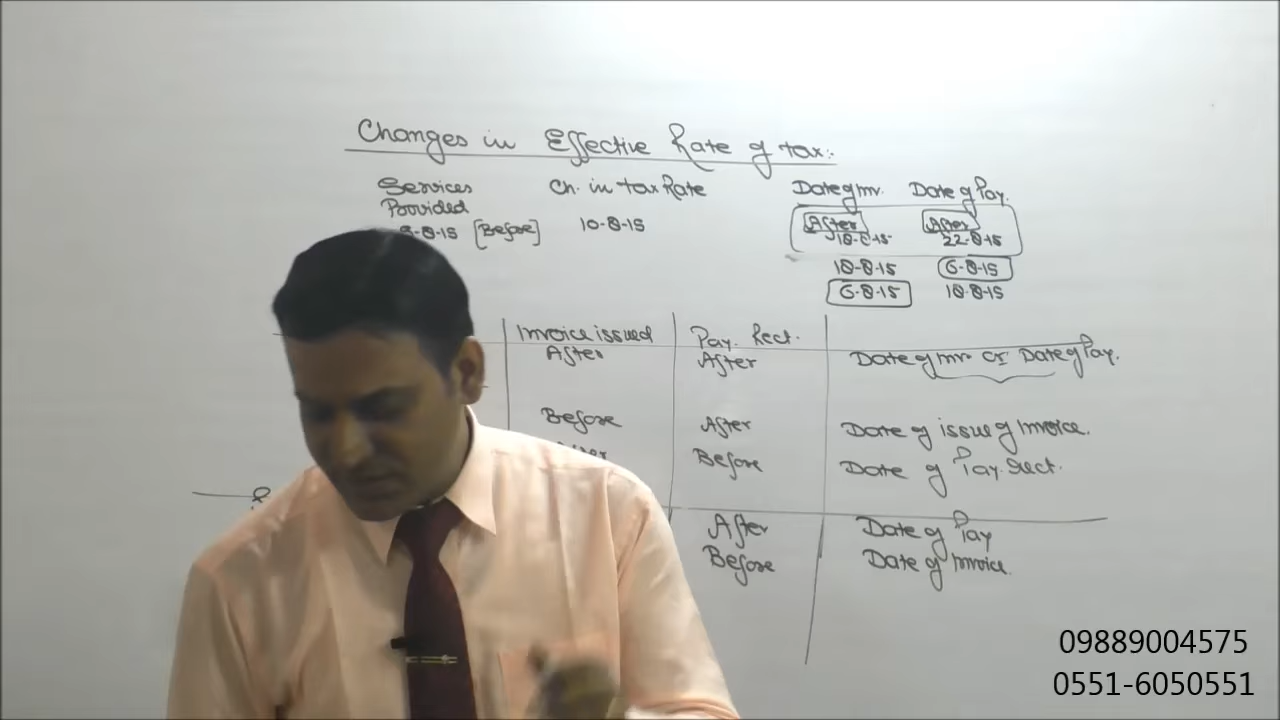 Changes in Effective Rate of tax:-
Services Provided
Ch. in tax Rate
Date of inv.
Date of Pay.
8-8-15 [Before]
10-8-15
After
After
18-8-15
22-8-15
18-8-15
6-8-15
6-8-15
18-8-15
Invoice issued
Pay. Rect.
After
After
Date of inv. or Date of Pay.
Before
After
Date of issue of Invoice.
After
Before
Date of Pay. rect.
After
Date of Pay
Before
Date of Invoice.
09889004575
0551-6050551